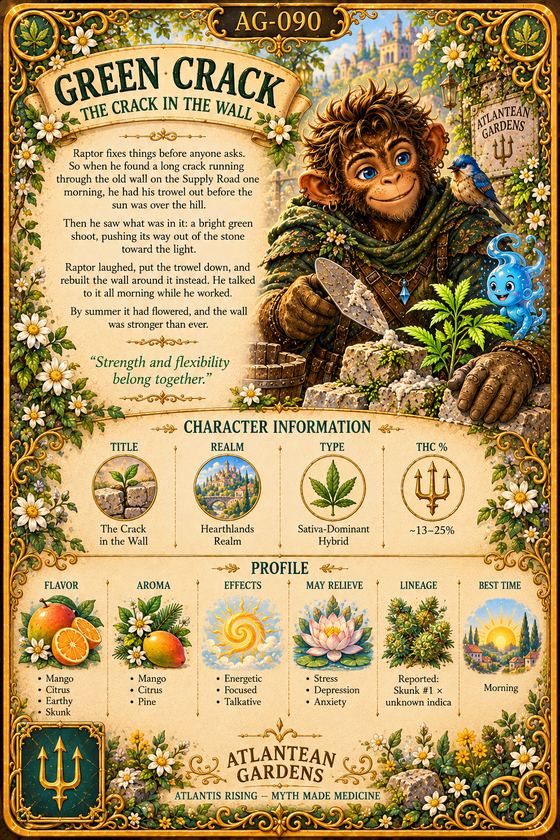 AG-090
GREEN CRACK
THE CRACK IN THE WALL
Raptor fixes things before anyone asks.
So when he found a long crack running
through the old wall on the Supply Road one
morning, he had his trowel out before the
sun was over the hill.
Then he saw what was in it: a bright green
shoot, pushing its way out of the stone
toward the light.
Raptor laughed, put the trowel down, and
rebuilt the wall around it instead. He talked
to it all morning while he worked.
By summer it had flowered, and the wall
was stronger than ever.
“Strength and flexibility
belong together.”
ATLANTEAN
GARDENS
CHARACTER INFORMATION
TITLE
The Crack
in the Wall
REALM
Hearthlands
Realm
TYPE
Sativa-Dominant
Hybrid
THC %
~13–25%
PROFILE
FLAVOR
• Mango
• Citrus
• Earthy
• Skunk
AROMA
• Mango
• Citrus
• Pine
EFFECTS
• Energetic
• Focused
• Talkative
MAY RELIEVE
• Stress
• Depression
• Anxiety
LINEAGE
Reported:
Skunk #1 ×
unknown indica
BEST TIME
Morning
ATLANTEAN
GARDENS
ATLANTIS RISING – MYTH MADE MEDICINE